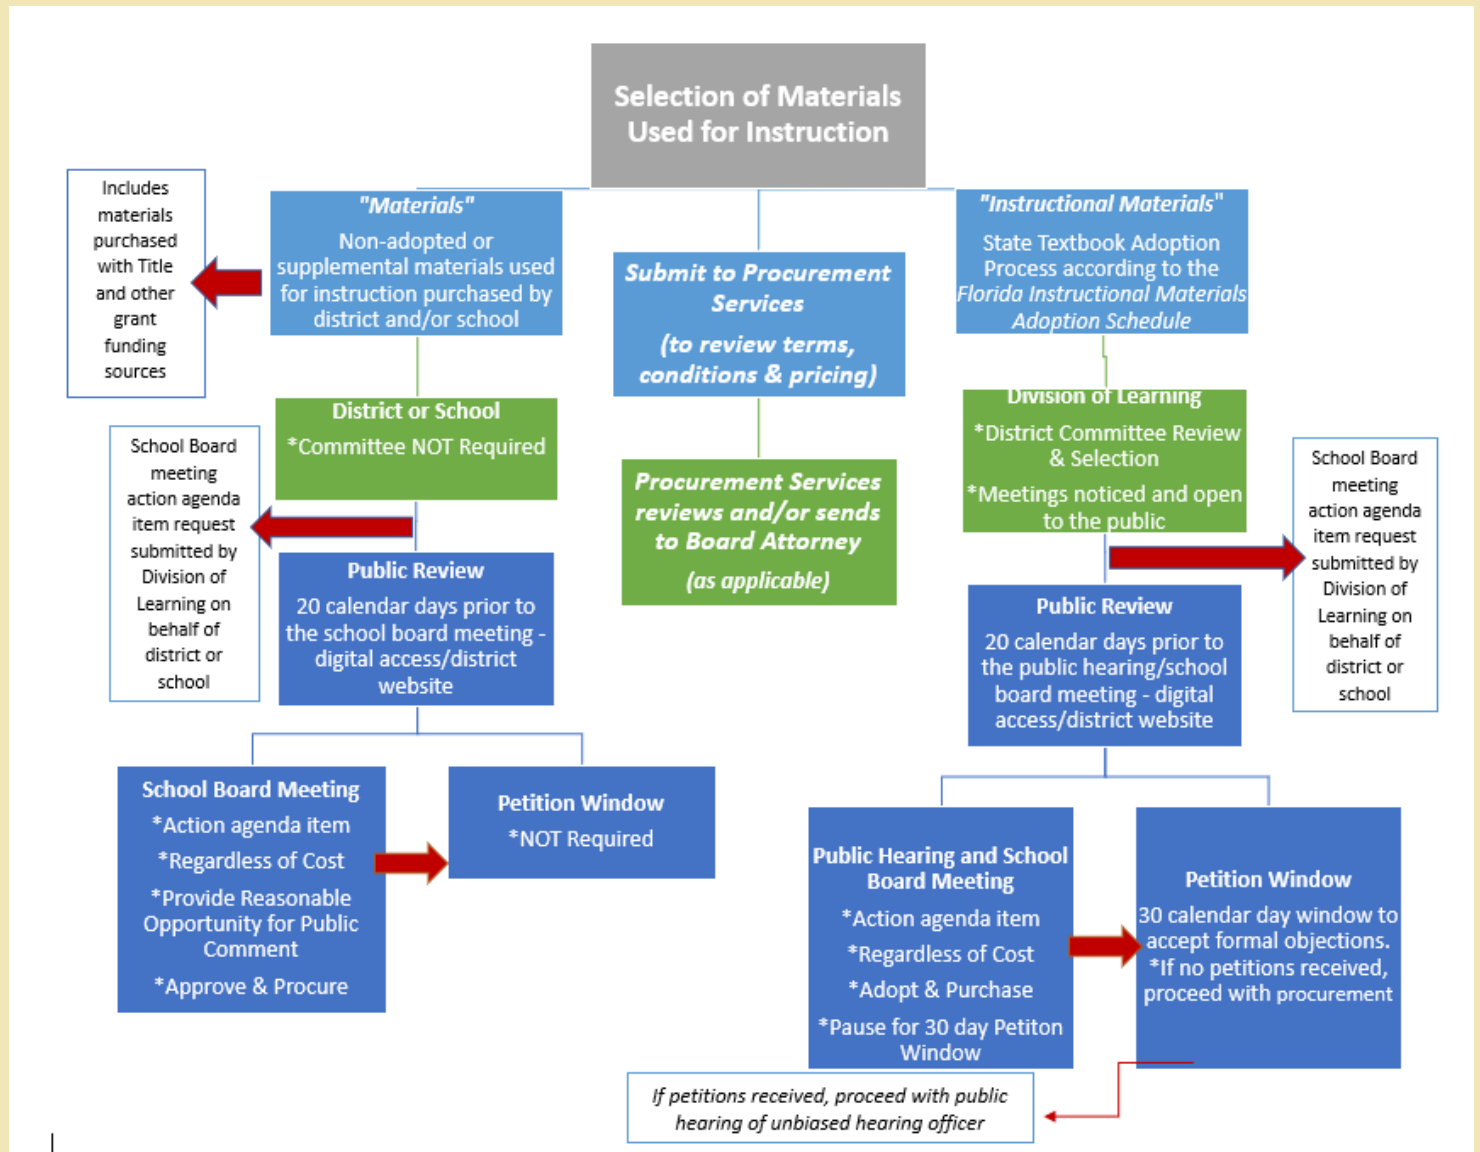 Selection of Materials
Used for Instruction
Includes
materials
purchased
with Title
and other
grant
funding
sources
"Materials"
Non-adopted or
supplemental materials used
for instruction purchased by
district and/or school
Submit to Procurement
Services
(to review terms,
conditions & pricing)
"Instructional Materials"
State Textbook Adoption
Process according to the
Florida Instructional Materials
Adoption Schedule
District or School
*Committee NOT Required
Procurement Services
reviews and/or sends
to Board Attorney
(as applicable)
Division of Learning
*District Committee Review
& Selection
*Meetings noticed and open
to the public
School Board
meeting
action agenda
item request
submitted by
Division of
Learning on
behalf of
district or
school
School Board
meeting
action agenda
item request
submitted by
Division of
Learning on
behalf of
district or
school
Public Review
20 calendar days prior to
the school board meeting -
digital access/district
website
Public Review
20 calendar days prior to
the public hearing/school
board meeting - digital
access/district website
School Board Meeting
*Action agenda item
*Regardless of Cost
*Provide Reasonable
Opportunity for Public
Comment
*Approve & Procure
Petition Window
*NOT Required
Public Hearing and School
Board Meeting
*Action agenda item
*Regardless of Cost
*Adopt & Purchase
*Pause for 30 day Petiton
Window
Petition Window
30 calendar day window to
accept formal objections.
*If no petitions received,
proceed with procurement
If petitions received, proceed with public
hearing of unbiased hearing officer